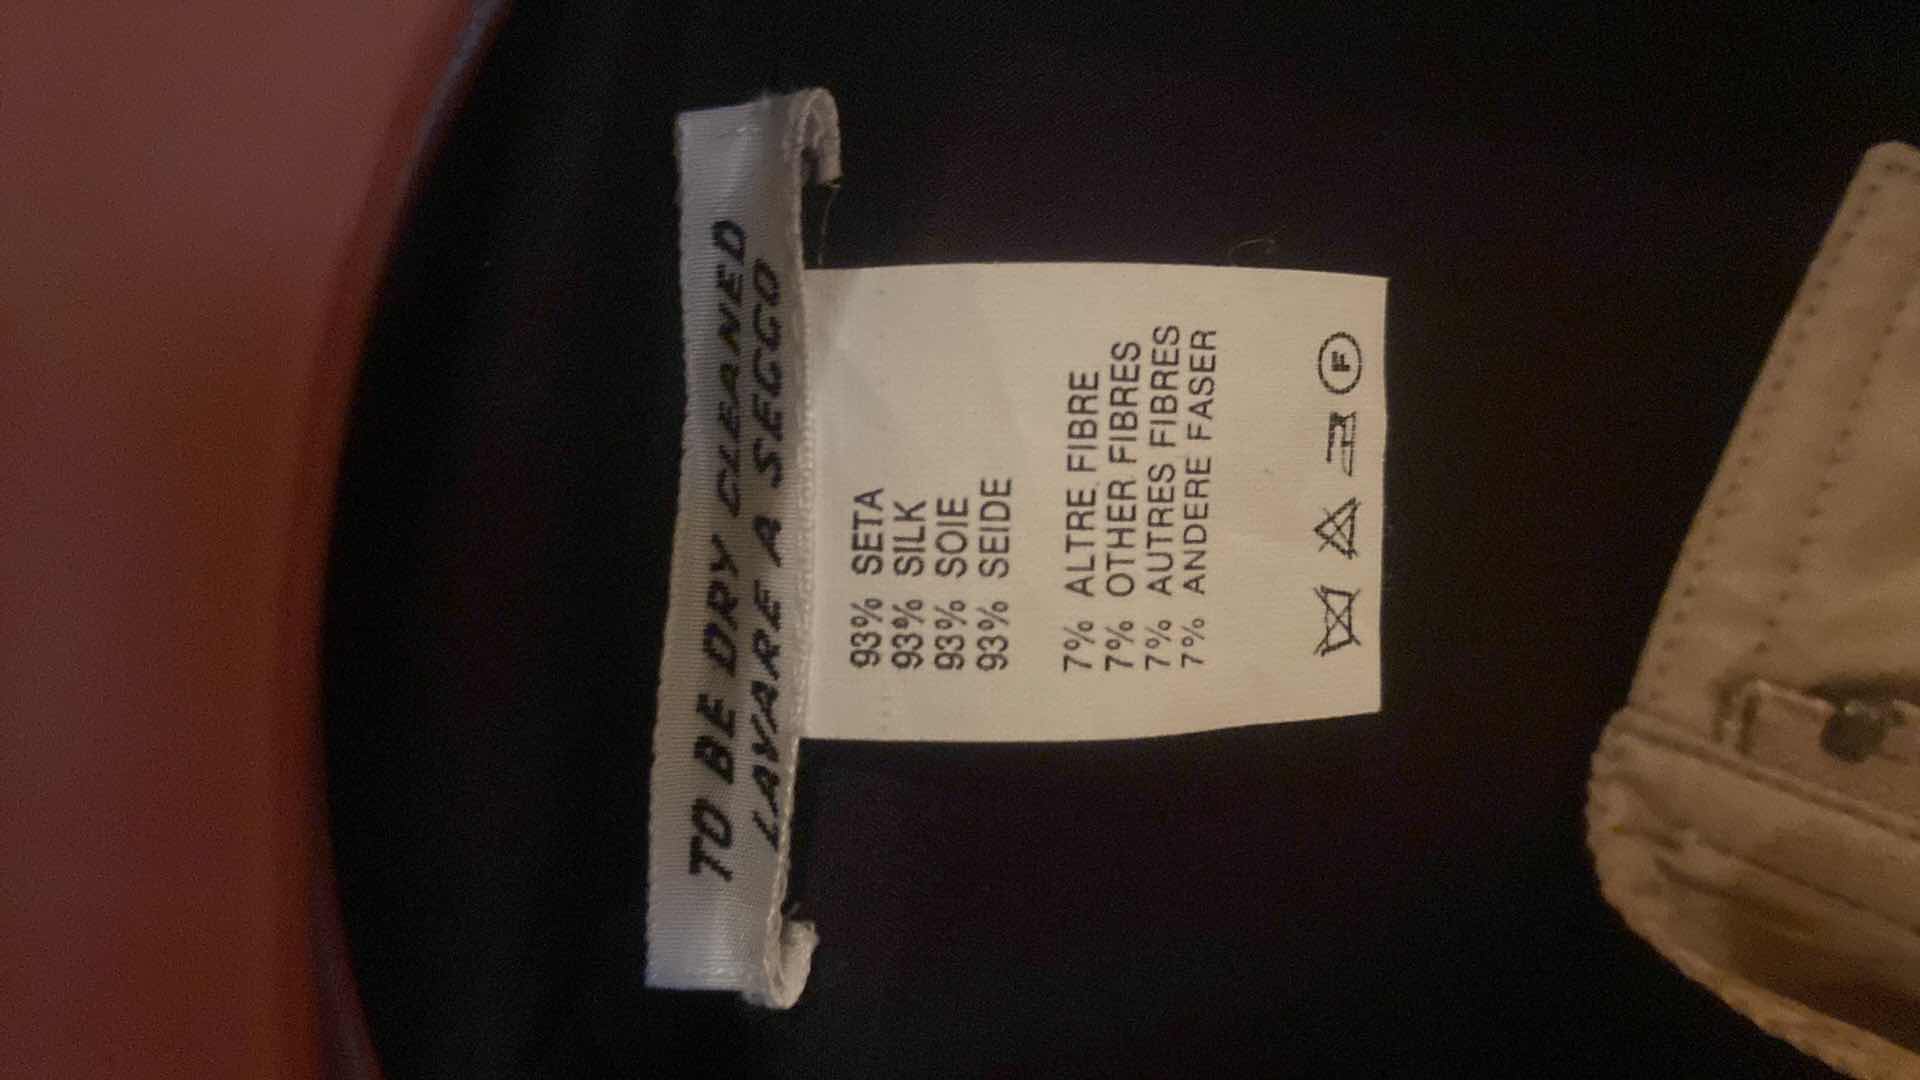 TO BE DRY CLEANED
LAVARE A SECCO
93% SETA
93% SILK
93% SOIE
93% SEIDE
7% ALTRE FIBRE
7% OTHER FIBRES
7% AUTRES FIBRES
7% ANDERE FASER
F